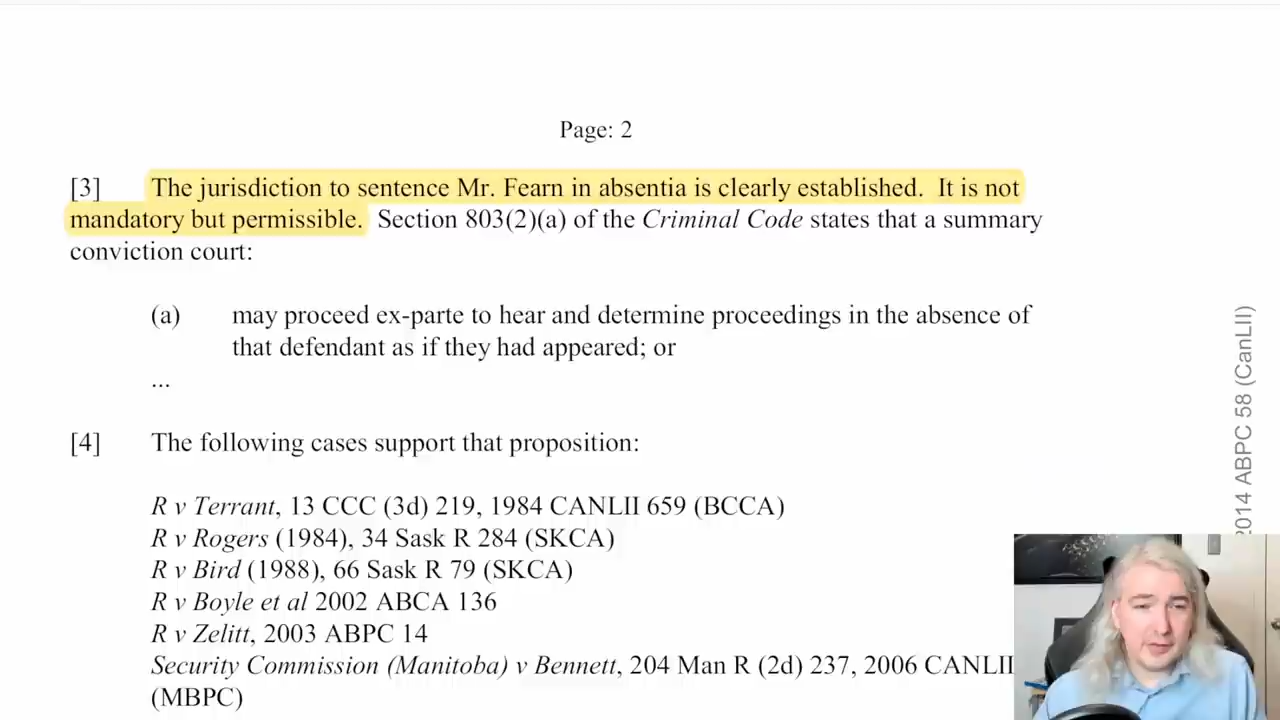 Page: 2
[3] The jurisdiction to sentence Mr. Fearn in absentia is clearly established. It is not
mandatory but permissible. Section 803(2)(a) of the Criminal Code states that a summary
conviction court:
(a) may proceed ex-parte to hear and determine proceedings in the absence of
that defendant as if they had appeared; or
...
[4] The following cases support that proposition:
R v Terrant, 13 CCC (3d) 219, 1984 CANLII 659 (BCCA)
R v Rogers (1984), 34 Sask R 284 (SKCA)
R v Bird (1988), 66 Sask R 79 (SKCA)
R v Boyle et al 2002 ABCA 136
R v Zelitt, 2003 ABPC 14
Security Commission (Manitoba) v Bennett, 204 Man R (2d) 237, 2006 CANLII
(MBPC)
2014 ABPC 58 (CanLII)